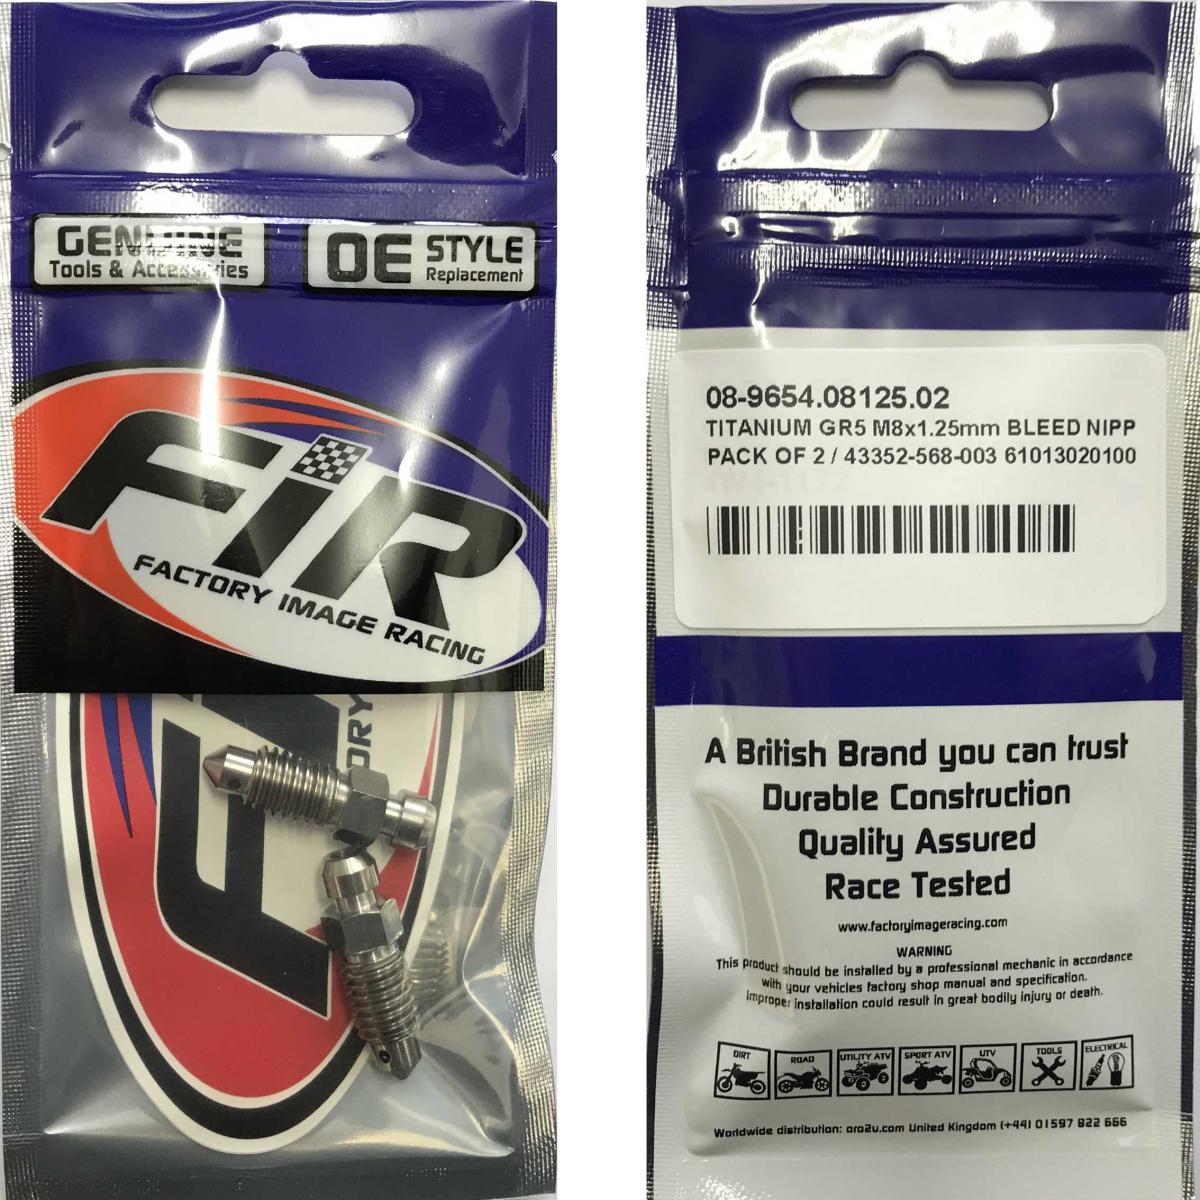 GENUINE
Tools & Accessories
OE STYLE
Replacement
FiR
FACTORY IMAGE RACING
ORY
08-9654.08125.02
TITANIUM GR5 M8x1.25mm BLEED NIPP
PACK OF 2 / 43352-568-003 61013020100
4W4-1172
A British Brand you can trust
Durable Construction
Quality Assured
Race Tested
www.factoryimageracing.com
WARNING
This product should be installed by a professional mechanic in accordance
with your vehicles factory shop manual and specification.
Improper installation could result in great bodily injury or death.
DIRT ROAD UTILITY ATV SPORT ATV UTV TOOLS ELECTRICAL
Worldwide distribution: oro2u.com United Kingdom (+44) 01597 822 666